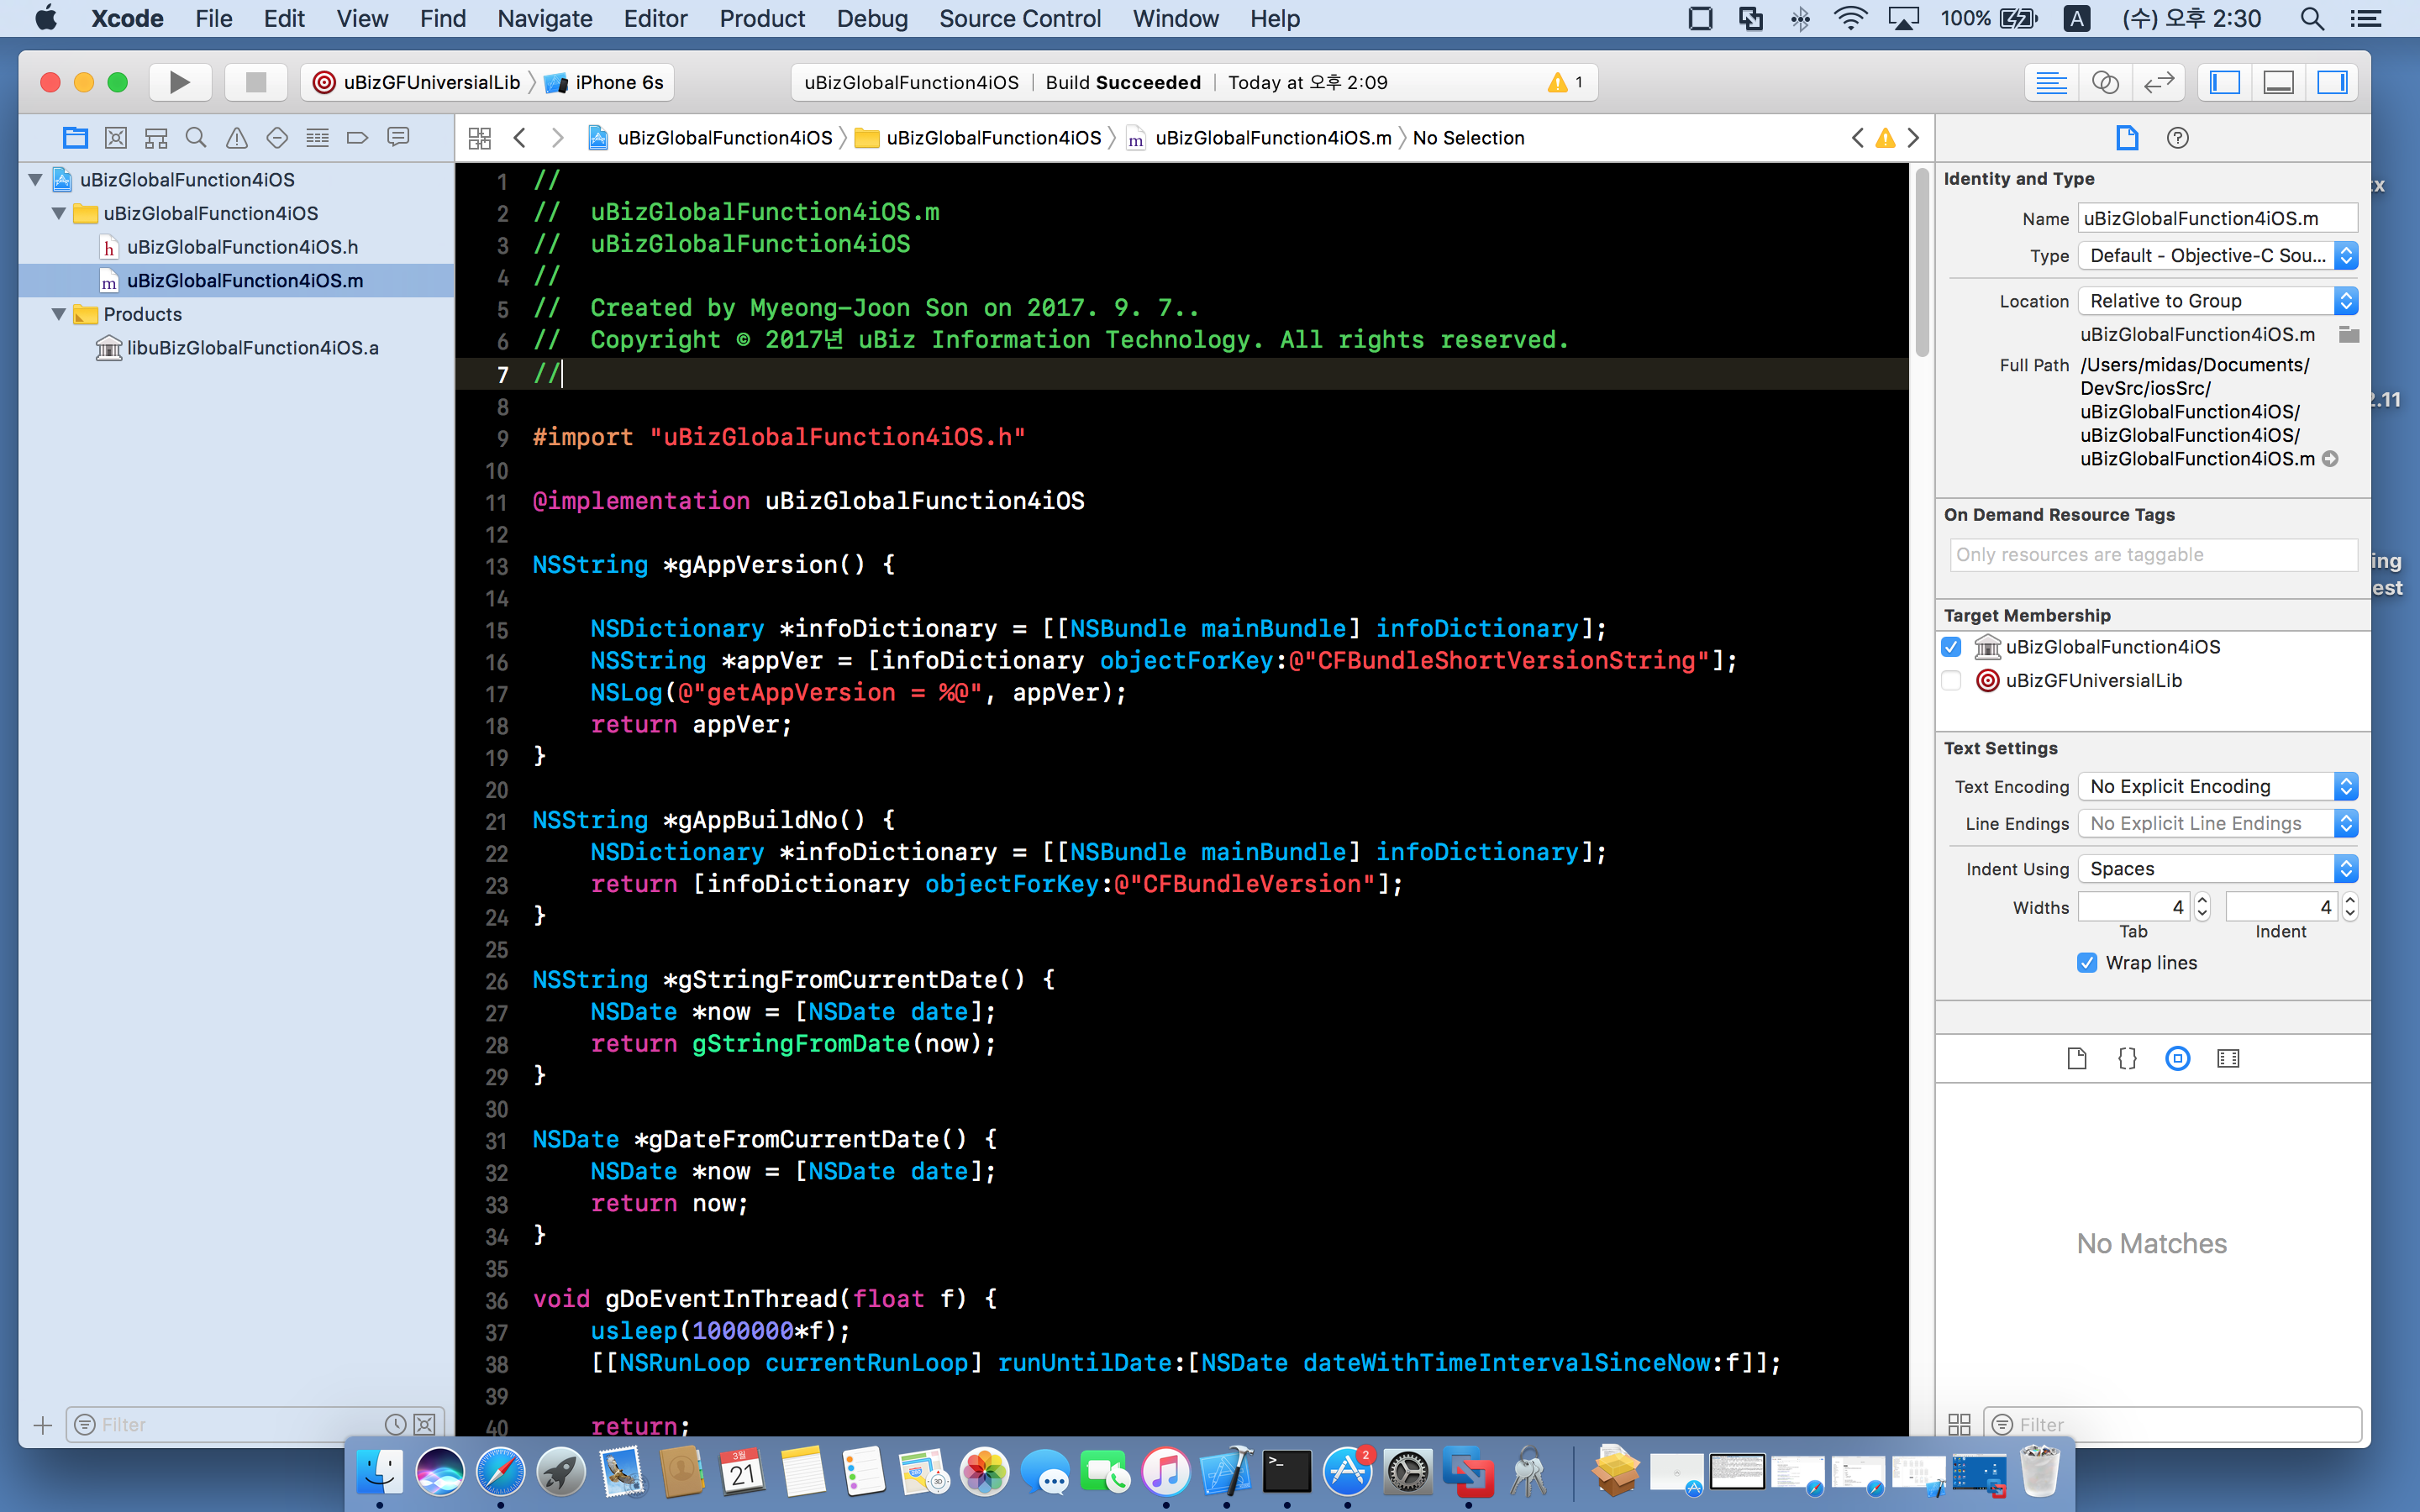 Xcode File Edit View Find Navigate Editor Product Debug Source Control Window Help 100% A (수) 오후 2:30
uBizGFUniversialLib iPhone 6s uBizGlobalFunction4iOS Build Succeeded Today at 오후 2:09 1
uBizGlobalFunction4iOS uBizGlobalFunction4iOS m uBizGlobalFunction4iOS.m No Selection
uBizGlobalFunction4iOS
uBizGlobalFunction4iOS
h uBizGlobalFunction4iOS.h
m uBizGlobalFunction4iOS.m
Products
libuBizGlobalFunction4iOS.a
Filter
1 //
2 // uBizGlobalFunction4iOS.m
3 // uBizGlobalFunction4iOS
4 //
5 // Created by Myeong-Joon Son on 2017. 9. 7..
6 // Copyright © 2017년 uBiz Information Technology. All rights reserved.
7 //
8
9 #import "uBizGlobalFunction4iOS.h"
10
11 @implementation uBizGlobalFunction4iOS
12
13 NSString *gAppVersion() {
14
15 NSDictionary *infoDictionary = [[NSBundle mainBundle] infoDictionary];
16 NSString *appVer = [infoDictionary objectForKey:@"CFBundleShortVersionString"];
17 NSLog(@"getAppVersion = %@", appVer);
18 return appVer;
19 }
20
21 NSString *gAppBuildNo() {
22 NSDictionary *infoDictionary = [[NSBundle mainBundle] infoDictionary];
23 return [infoDictionary objectForKey:@"CFBundleVersion"];
24 }
25
26 NSString *gStringFromCurrentDate() {
27 NSDate *now = [NSDate date];
28 return gStringFromDate(now);
29 }
30
31 NSDate *gDateFromCurrentDate() {
32 NSDate *now = [NSDate date];
33 return now;
34 }
35
36 void gDoEventInThread(float f) {
37 usleep(1000000*f);
38 [[NSRunLoop currentRunLoop] runUntilDate:[NSDate dateWithTimeIntervalSinceNow:f]];
39
40 return;
Identity and Type
Name uBizGlobalFunction4iOS.m
Type Default - Objective-C Sou...
Location Relative to Group
uBizGlobalFunction4iOS.m
Full Path /Users/midas/Documents/
DevSrc/iosSrc/
uBizGlobalFunction4iOS/
uBizGlobalFunction4iOS/
uBizGlobalFunction4iOS.m
On Demand Resource Tags
Only resources are taggable
Target Membership
uBizGlobalFunction4iOS
uBizGFUniversialLib
Text Settings
Text Encoding No Explicit Encoding
Line Endings No Explicit Line Endings
Indent Using Spaces
Widths 4 4
Tab Indent
Wrap lines
No Matches
Filter
2.11
ing
est
3월
21
3D
2